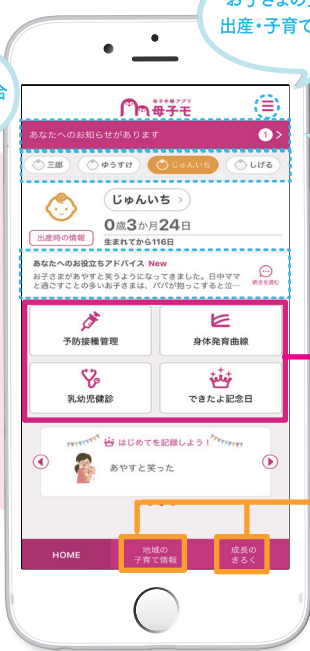 お子さまの
出産・子育て
合
母子手帳アプリ
母子モ
あなたへのお知らせがあります 1 >
三郎 ゆうすけ じゅんいち しげる
じゅんいち >
0歳3か月24日
出産時の情報
生まれてから116日
あなたへのお役立ちアドバイス New
お子さまがあやすと笑うようになってきました。日中ママ
と過ごすことの多いお子さまは、パパが抱っこすると泣…
続きを読む
予防接種管理 身体発育曲線
乳幼児健診 できたよ記念日
はじめてを記録しよう!
あやすと笑った
HOME
地域の
子育て情報
成長の
きろく